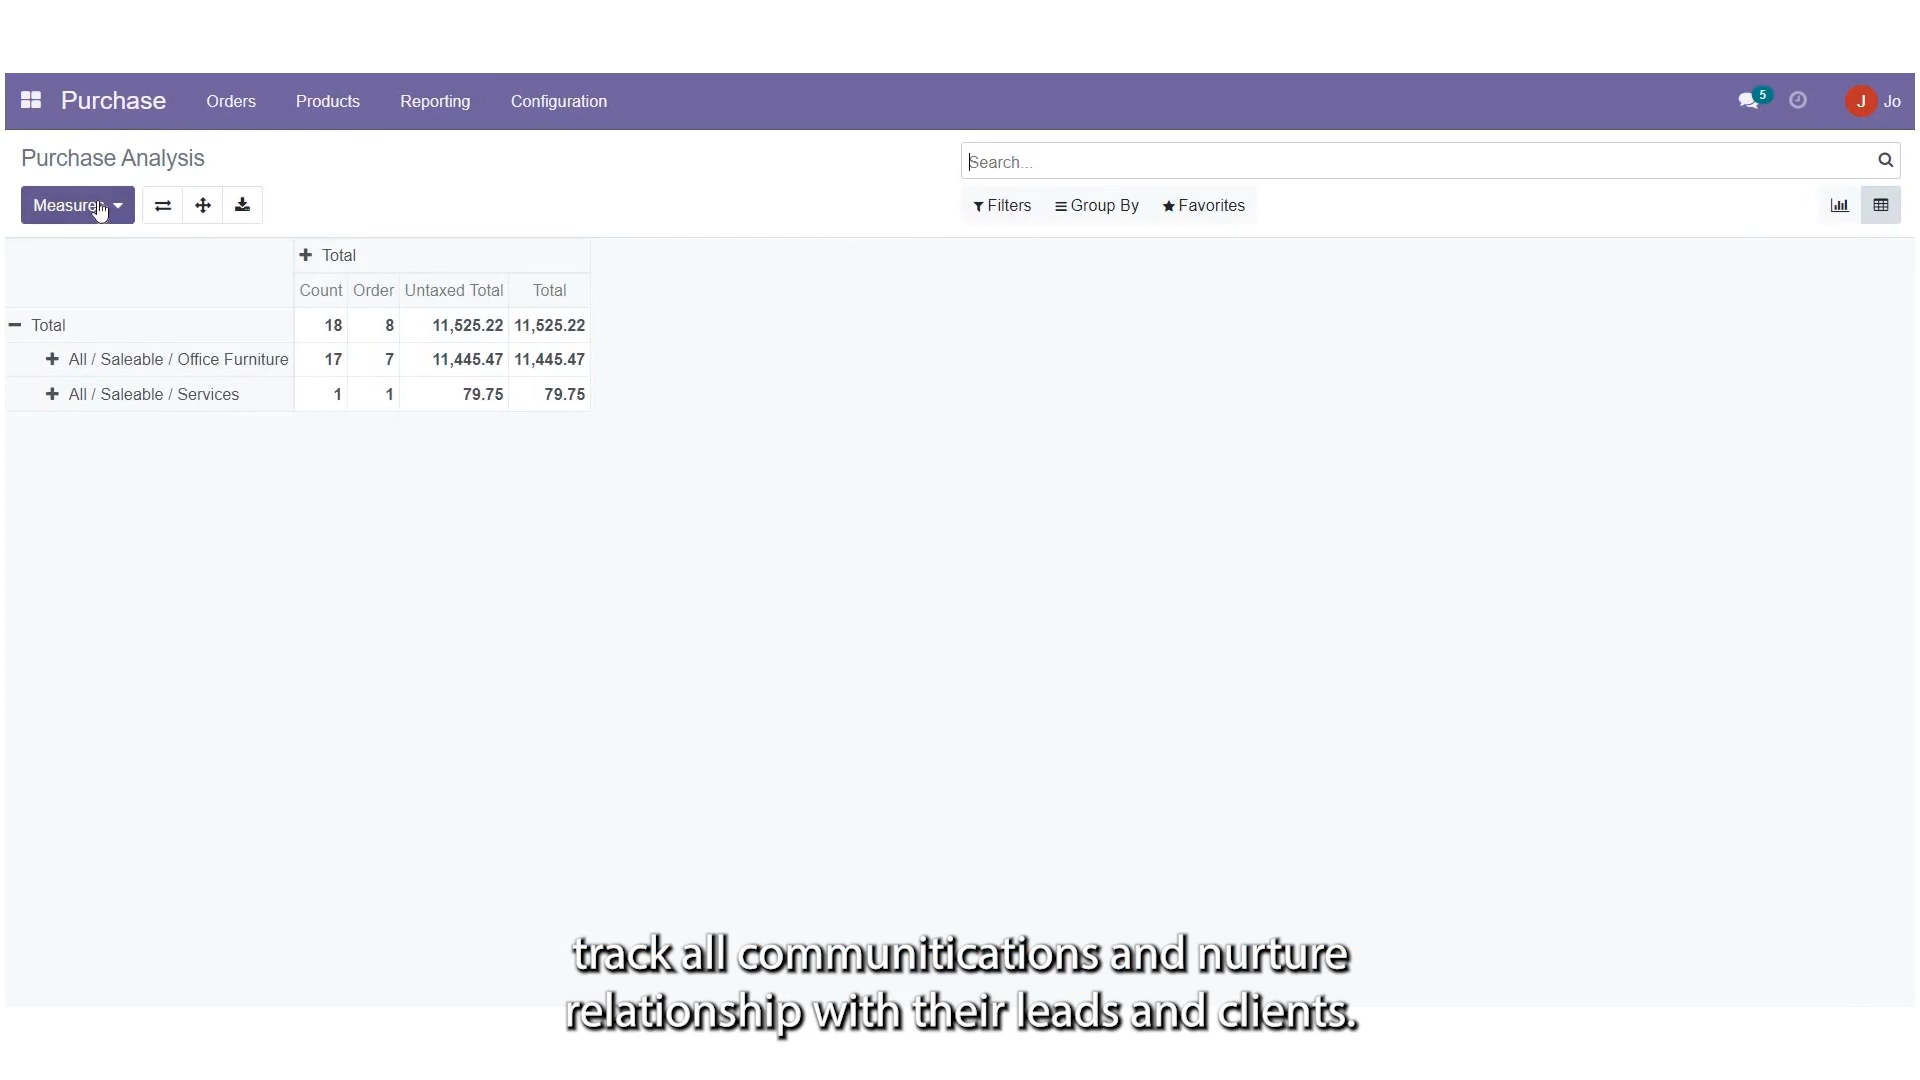 Purchase Orders Products Reporting Configuration 5 J Jo
Purchase Analysis Search...
Measures Filters Group By Favorites
Total
Count Order Untaxed Total Total
Total 18 8 11,525.22 11,525.22
All / Saleable / Office Furniture 17 7 11,445.47 11,445.47
All / Saleable / Services 1 1 79.75 79.75
track all communitications and nurture
relationship with their leads and clients.